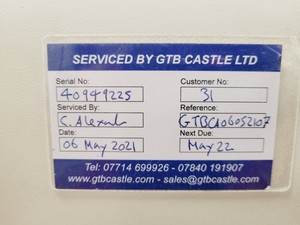 SERVICED BY GTB CASTLE LTD
Serial No: Customer No:
40949225 31
Serviced By: Reference:
C. GTBCA06052107
Date: Next Due:
06 May 2021 May 22
Tel: 07714 699926 - 07840 191907
www.gtbcastle.com - sales@gtbcastle.com